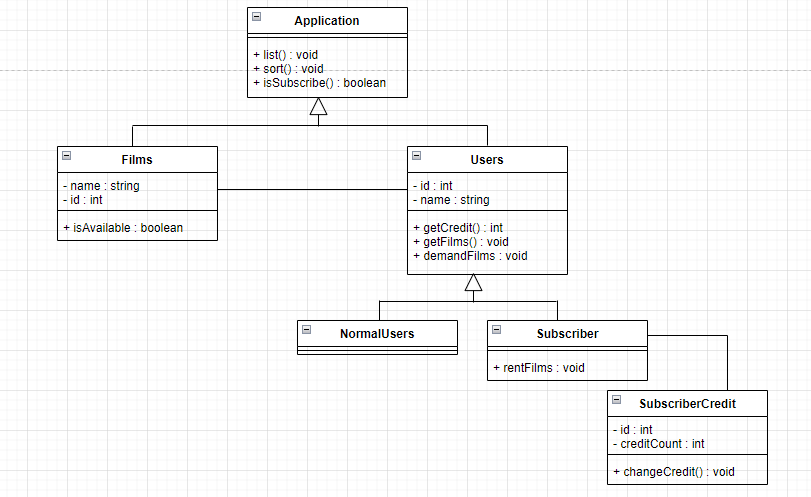 Application
+ list() : void
+ sort() : void
+ isSubscribe() : boolean
Films
- name : string
- id : int
+ isAvailable : boolean
Users
- id : int
- name : string
+ getCredit() : int
+ getFilms() : void
+ demandFilms : void
NormalUsers
Subscriber
+ rentFilms : void
SubscriberCredit
- id : int
- creditCount : int
+ changeCredit() : void